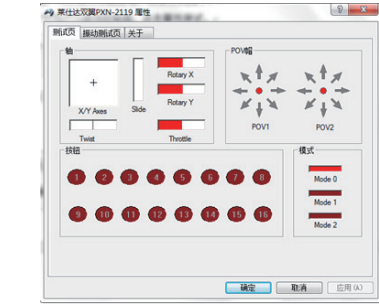 莱仕达双翼PXN-2119 属性
测试页 振动测试页 关于
轴
POV帽
X/Y Axes
Slide
Rotary X
Rotary Y
Twist
Throttle
POV1 POV2
按钮
模式
1 2 3 4 5 6 7 8
Mode 0
Mode 1
9 10 11 12 13 14 15 16
Mode 2
确定 取消 应用(A)